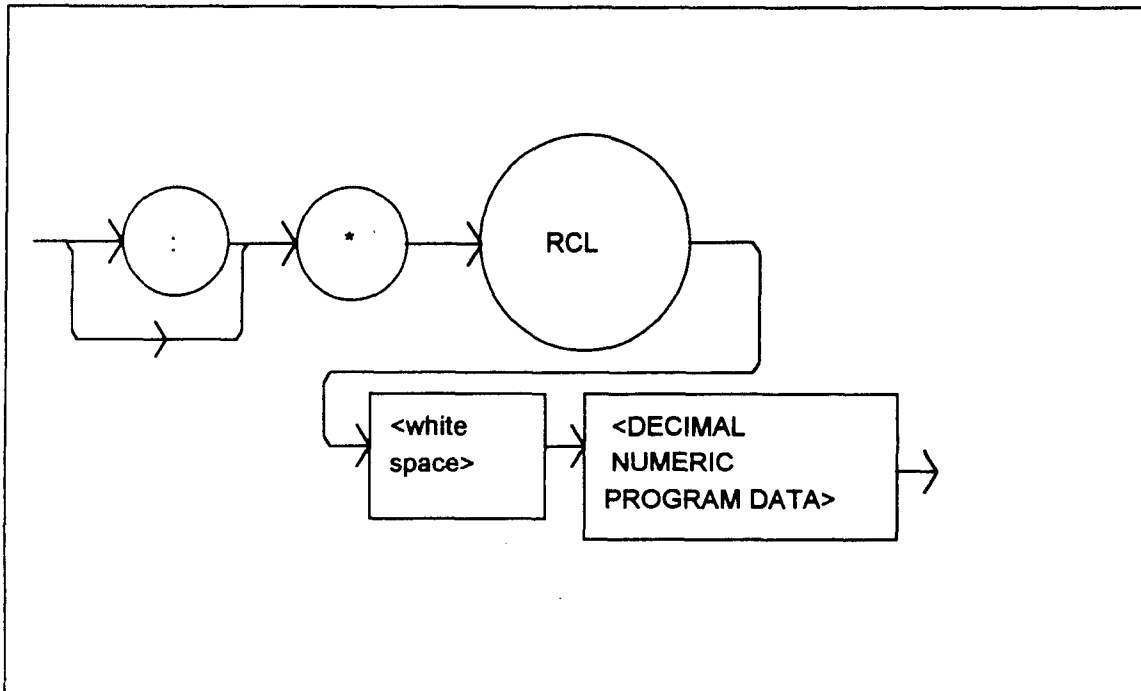 :
*
RCL
<white
space>
<DECIMAL
NUMERIC
PROGRAM DATA>